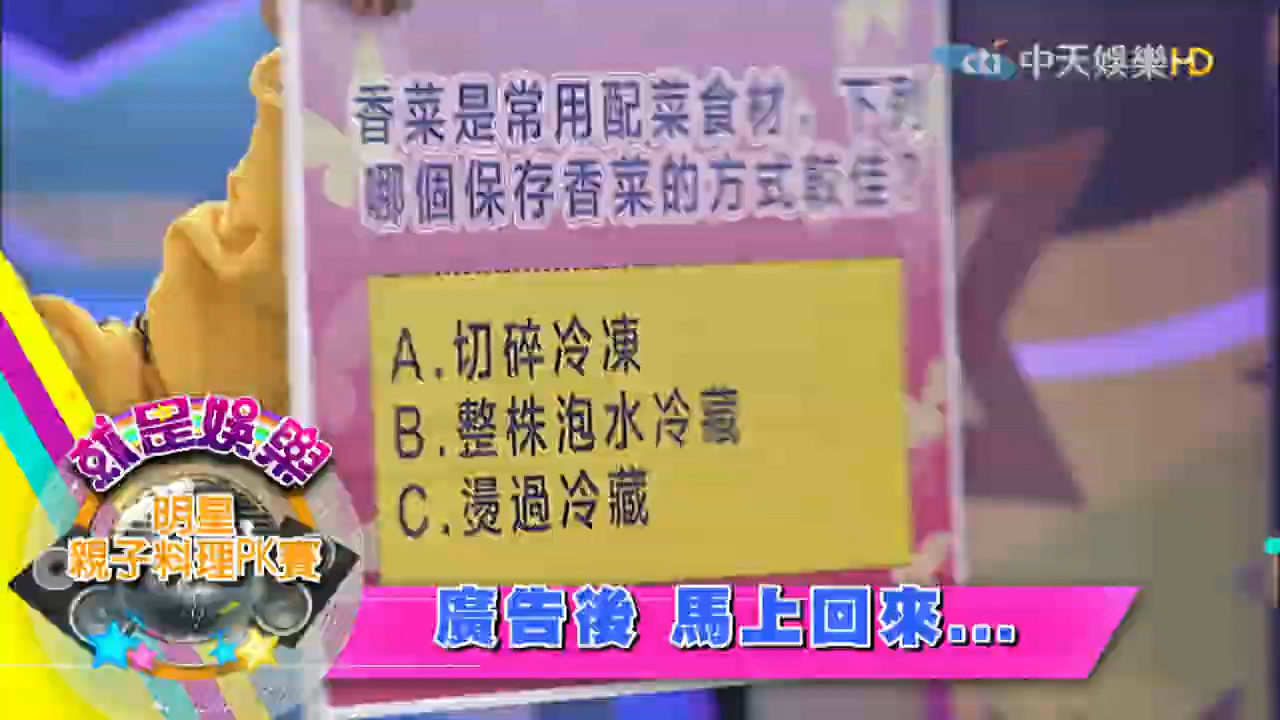 cti 中天娛樂HD
香菜是常用配菜食材，下列
哪個保存香菜的方式較佳？
A.切碎冷凍
B.整株泡水冷藏
C.燙過冷藏
就是娛樂
明星
親子料理PK賽
廣告後 馬上回來...